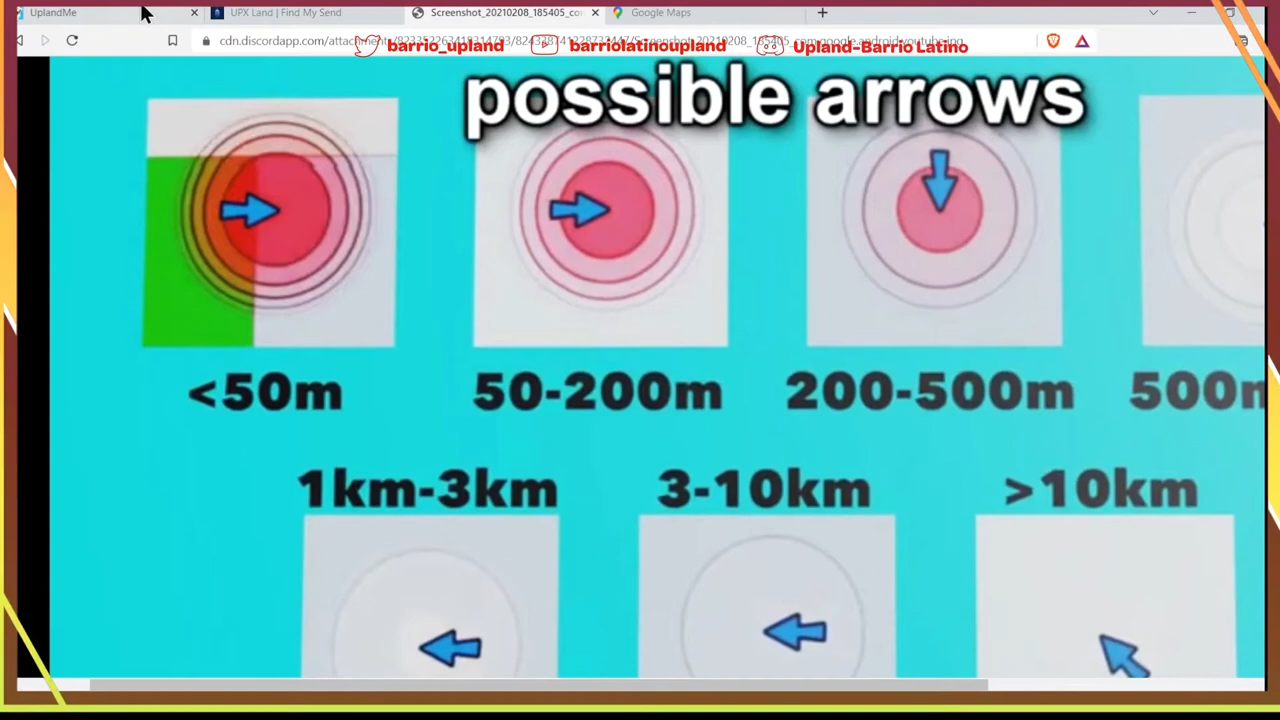 UplandMe
UPX Land | Find My Send
Screenshot_20210208_185405_co
Google Maps
barrio_upland
barriolatinoupland
Upland-Barrio Latino
possible arrows
<50m
50-200m
200-500m
500m
1km-3km
3-10km
>10km